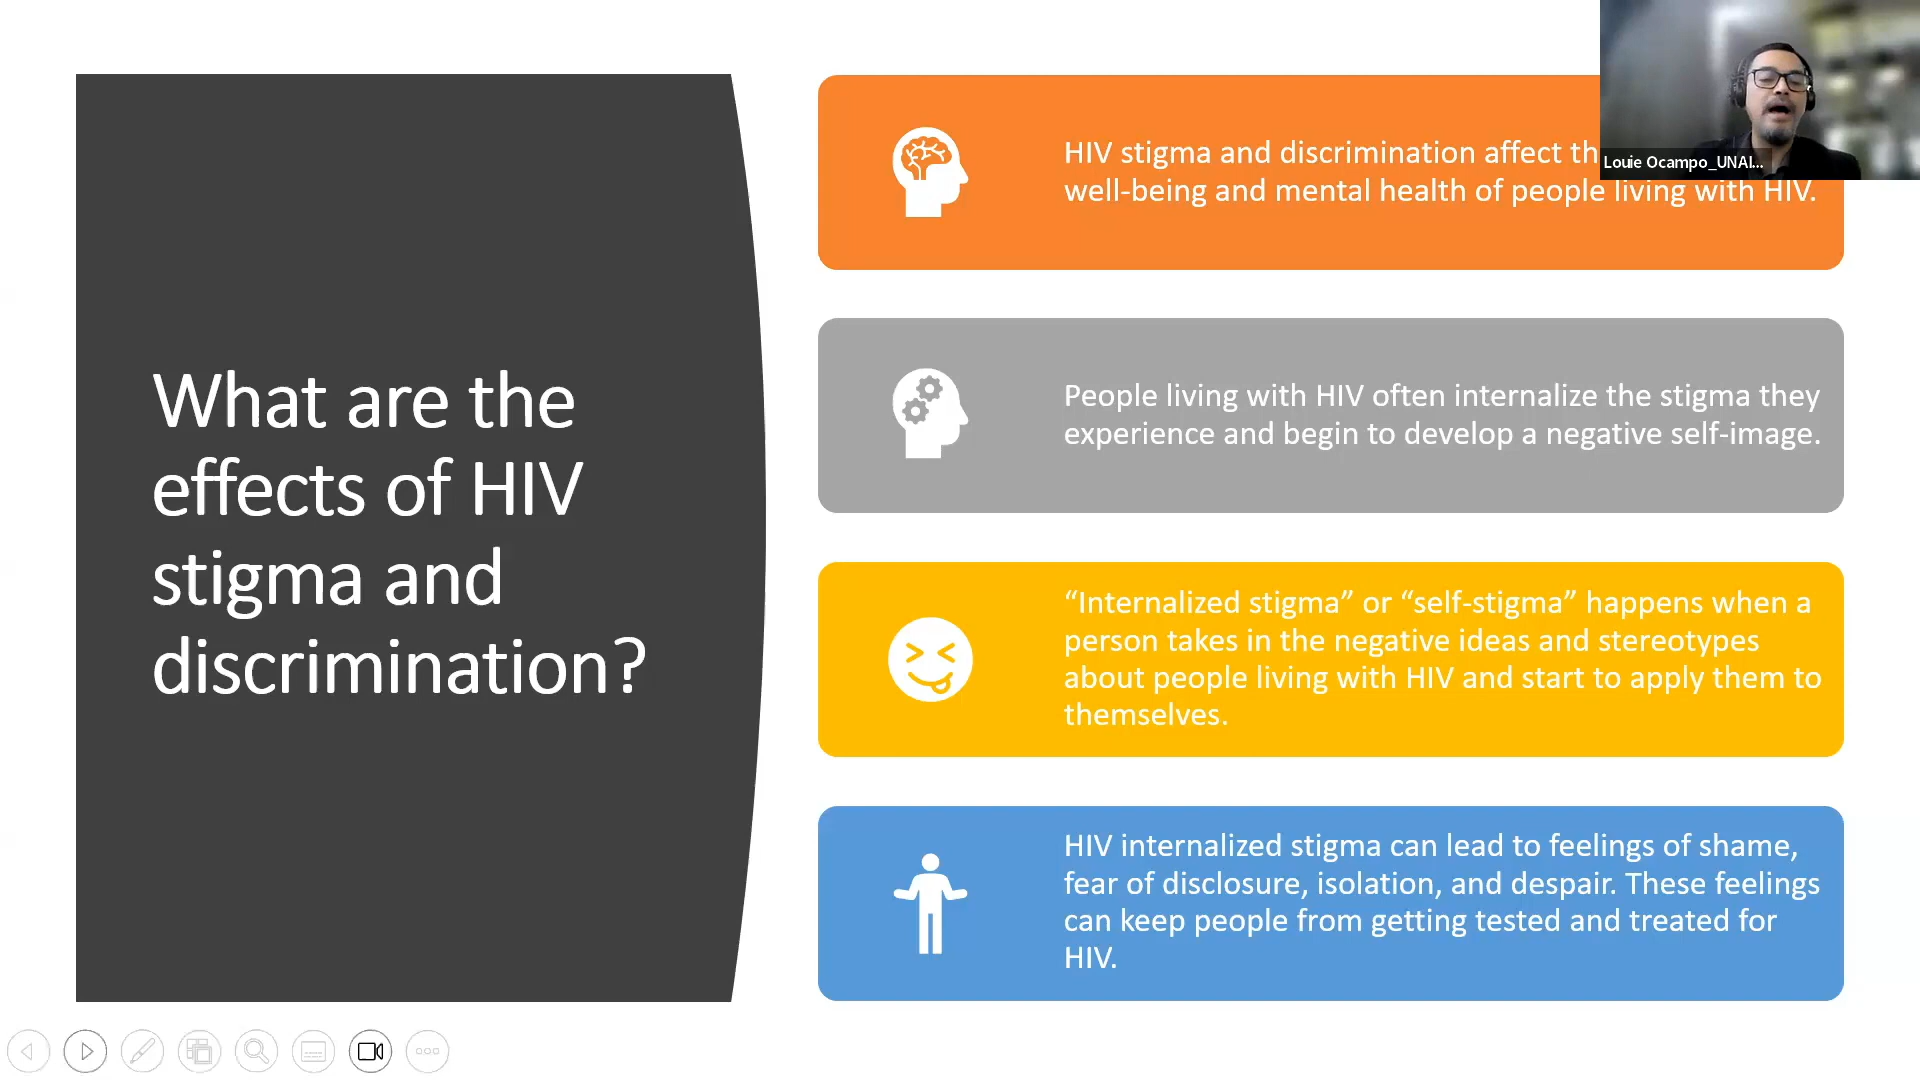 What are the
effects of HIV
stigma and
discrimination?
HIV stigma and discrimination affect
well-being and mental health of people living with HIV.
People living with HIV often internalize the stigma they
experience and begin to develop a negative self-image.
“Internalized stigma” or “self-stigma” happens when a
person takes in the negative ideas and stereotypes
about people living with HIV and start to apply them to
themselves.
HIV internalized stigma can lead to feelings of shame,
fear of disclosure, isolation, and despair. These feelings
can keep people from getting tested and treated for
HIV.
Louie Ocampo_UNAI...